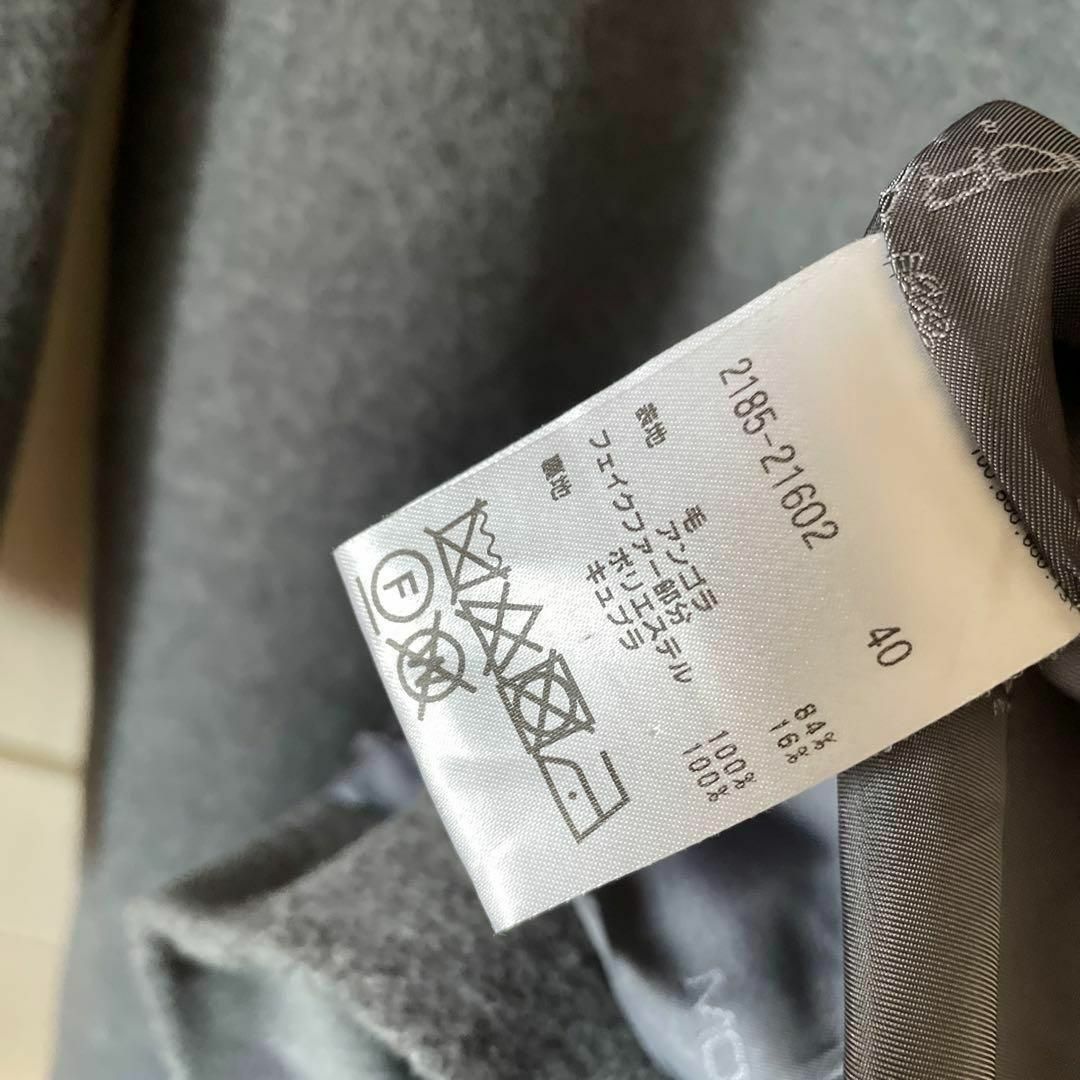 2185-21602 40
表地 毛 84%
アンゴラ 16%
フェイクファー部分
ポリエステル 100%
裏地 キュプラ 100%
F
W